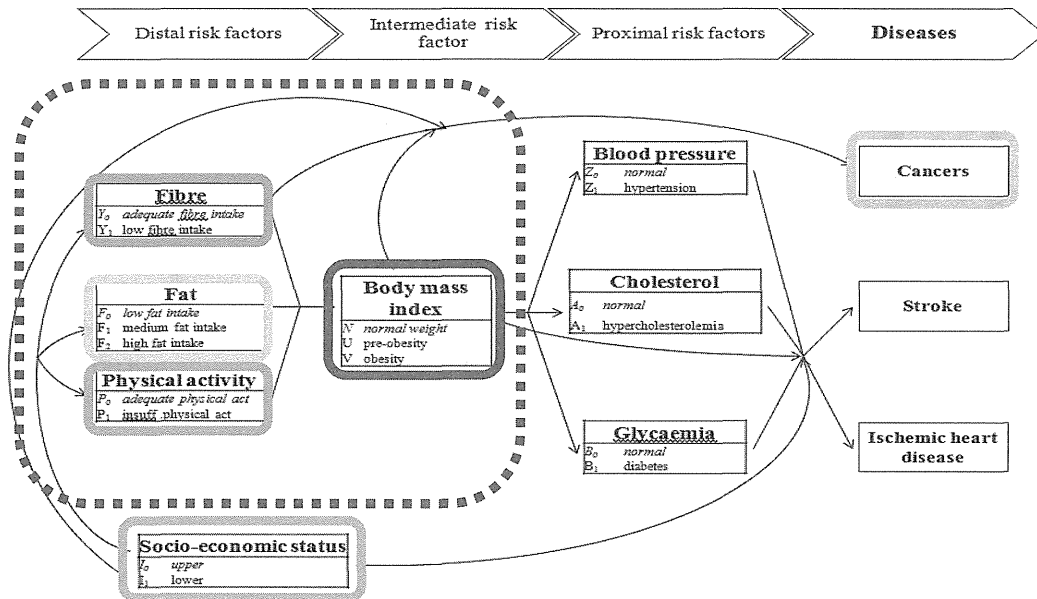 Distal risk factors
Intermediate risk
factor
Proximal risk factors
Diseases
Fibre
Y₀ adequate fibre intake
Y₁ low fibre intake
Fat
F₀ low fat intake
F₁ medium fat intake
F₂ high fat intake
Physical activity
P₀ adequate physical act
P₁ insuff physical act
Socio-economic status
I₀ upper
I₁ lower
Body mass
index
N normal weight
U pre-obesity
V obesity
Blood pressure
Z₀ normal
Z₁ hypertension
Cholesterol
A₀ normal
A₁ hypercholesterolemia
Glycaemia
B₀ normal
B₁ diabetes
Cancers
Stroke
Ischemic heart
disease